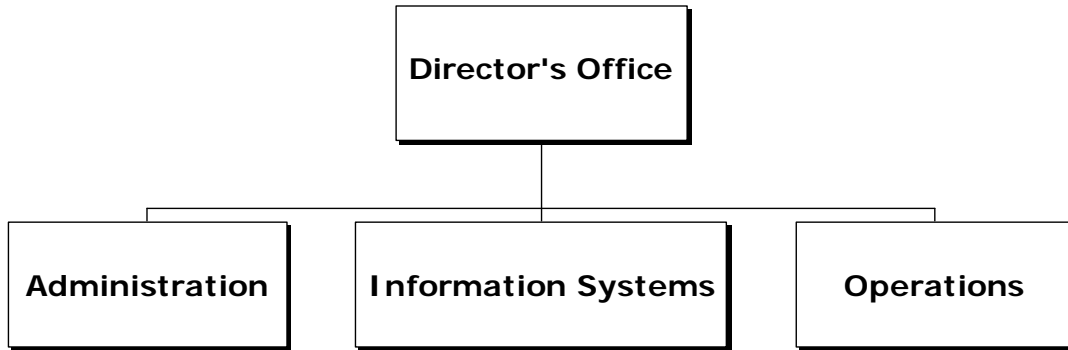 Director's Office
Administration
Information Systems
Operations